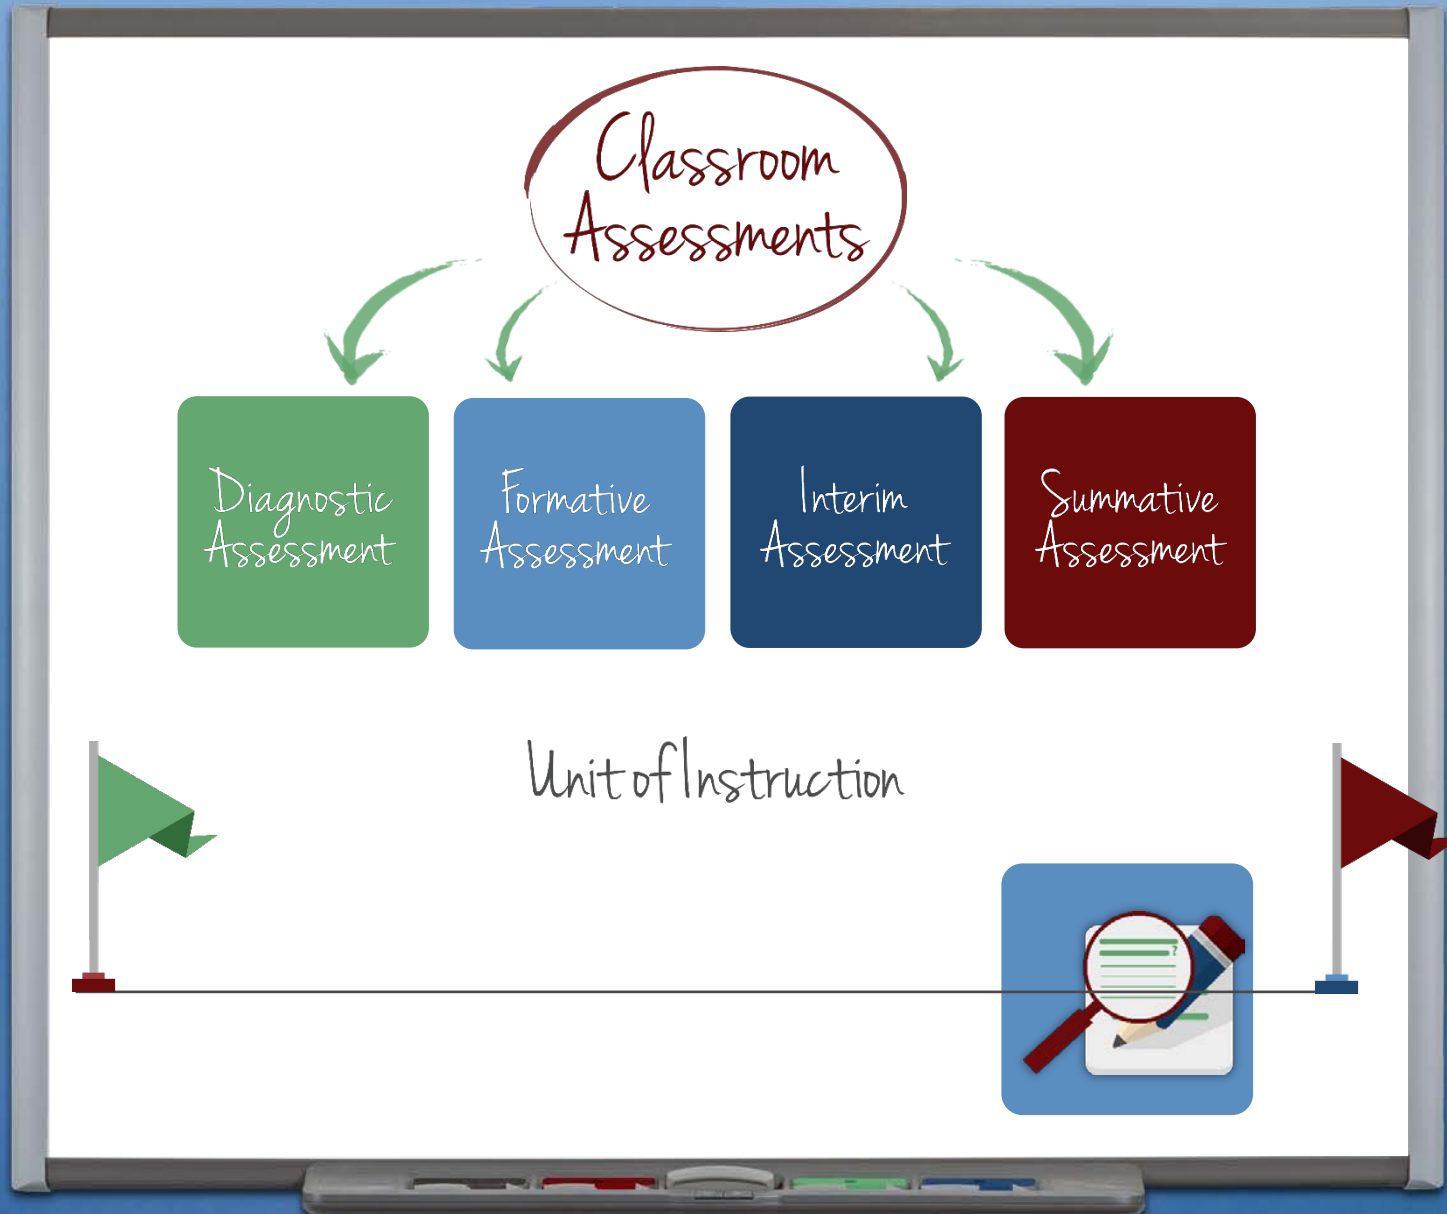 Classroom
Assessments
Diagnostic
Assessment
Formative
Assessment
Interim
Assessment
Summative
Assessment
Unit of Instruction
?